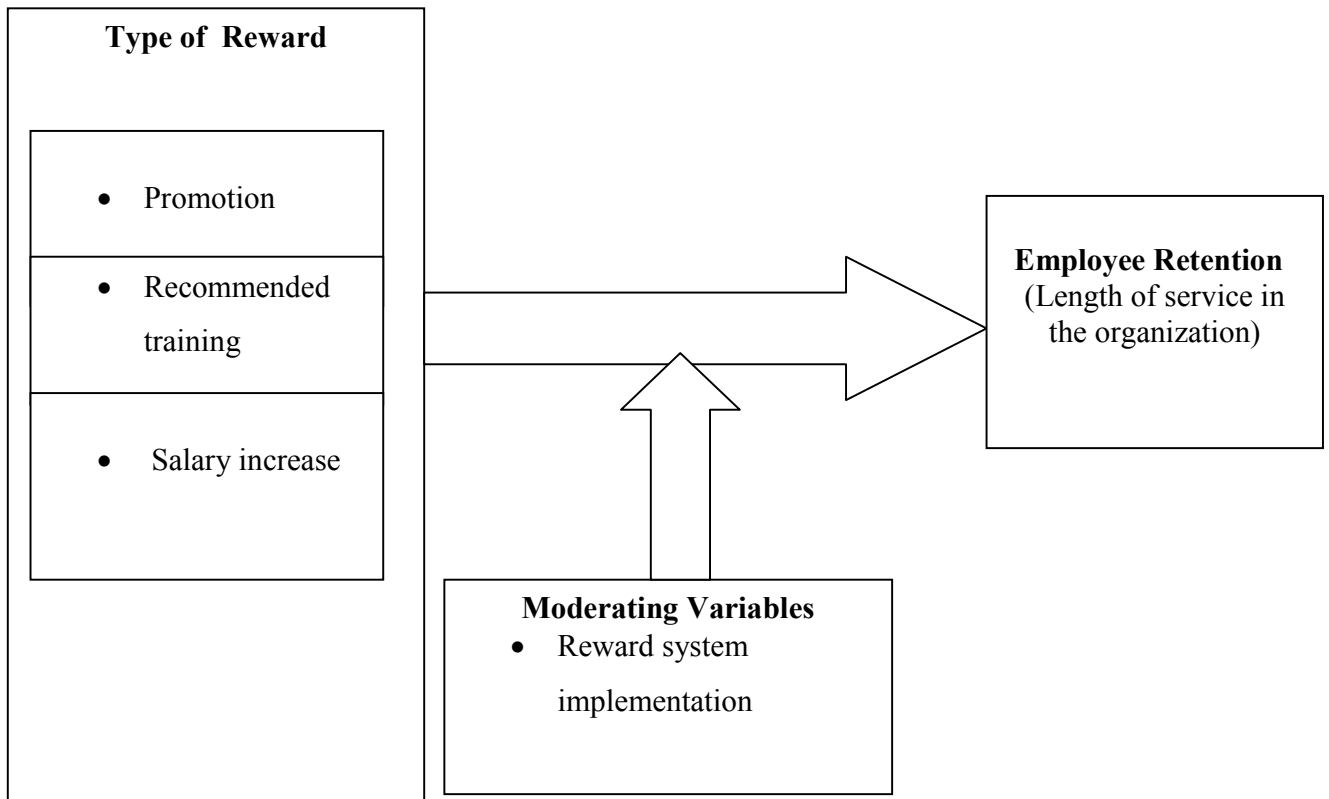 Type of Reward
• Promotion
• Recommended
training
• Salary increase
Employee Retention
(Length of service in
the organization)
Moderating Variables
• Reward system
implementation